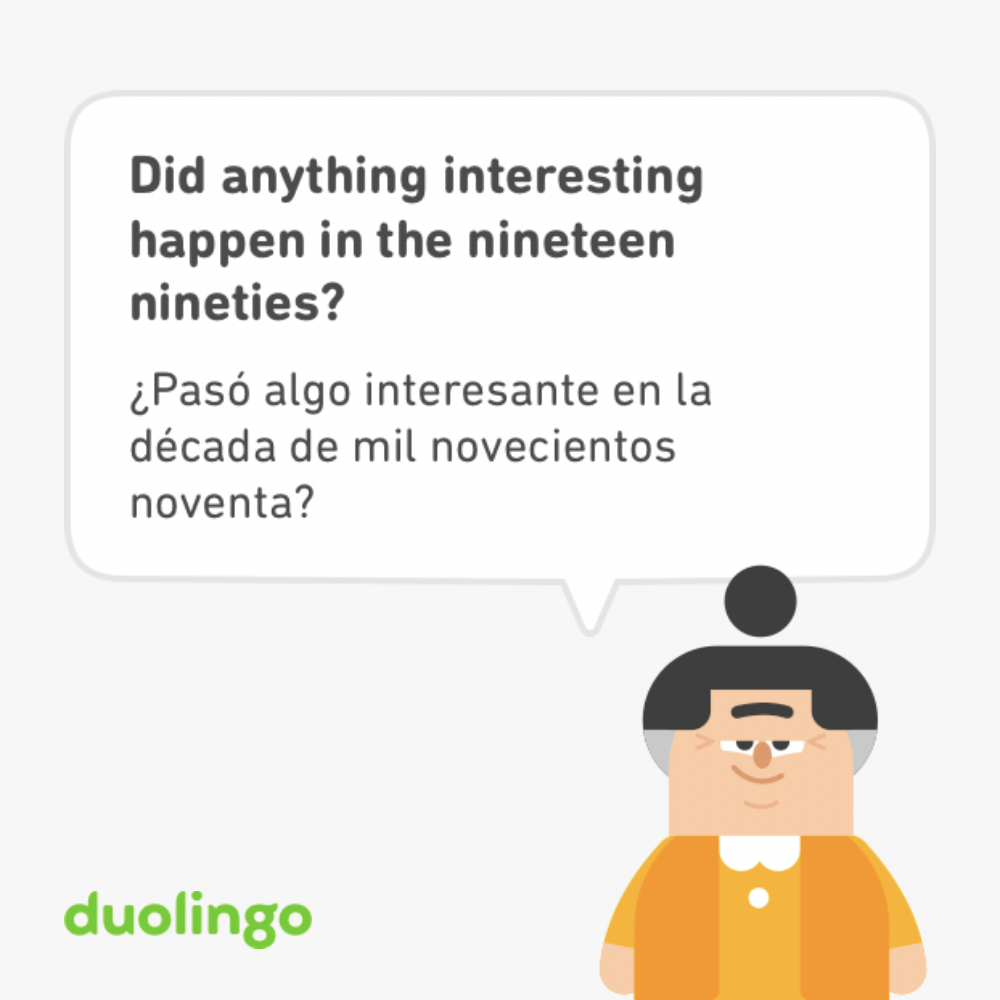 Did anything interesting
happen in the nineteen
nineties?
¿Pasó algo interesante en la
década de mil novecientos
noventa?
duolingo